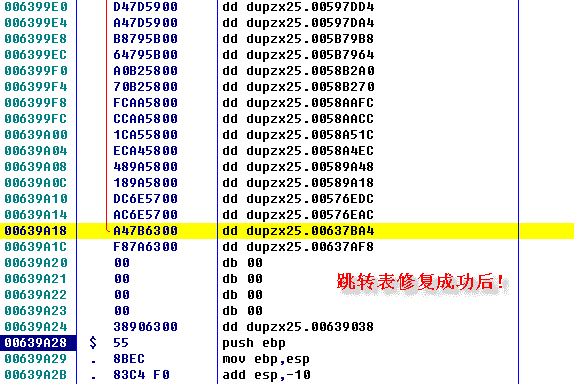 006399E0 D47D5900 dd dupzx25.00597DD4
006399E4 A47D5900 dd dupzx25.00597DA4
006399E8 B8795B00 dd dupzx25.005B79B8
006399EC 64795B00 dd dupzx25.005B7964
006399F0 A0B25800 dd dupzx25.0058B2A0
006399F4 70B25800 dd dupzx25.0058B270
006399F8 FCAA5800 dd dupzx25.0058AAFC
006399FC CCAA5800 dd dupzx25.0058AACC
00639A00 1CA55800 dd dupzx25.0058A51C
00639A04 ECA45800 dd dupzx25.0058A4EC
00639A08 489A5800 dd dupzx25.00589A48
00639A0C 189A5800 dd dupzx25.00589A18
00639A10 DC6E5700 dd dupzx25.00576EDC
00639A14 AC6E5700 dd dupzx25.00576EAC
00639A18 A47B6300 dd dupzx25.00637BA4
00639A1C F87A6300 dd dupzx25.00637AF8
00639A20 00 db 00
00639A21 00 db 00
00639A22 00 db 00
00639A23 00 db 00
跳转表修复成功后!
00639A24 38906300 dd dupzx25.00639038
00639A28 $ 55 push ebp
00639A29 . 8BEC mov ebp,esp
00639A2B . 83C4 F0 add esp,-10